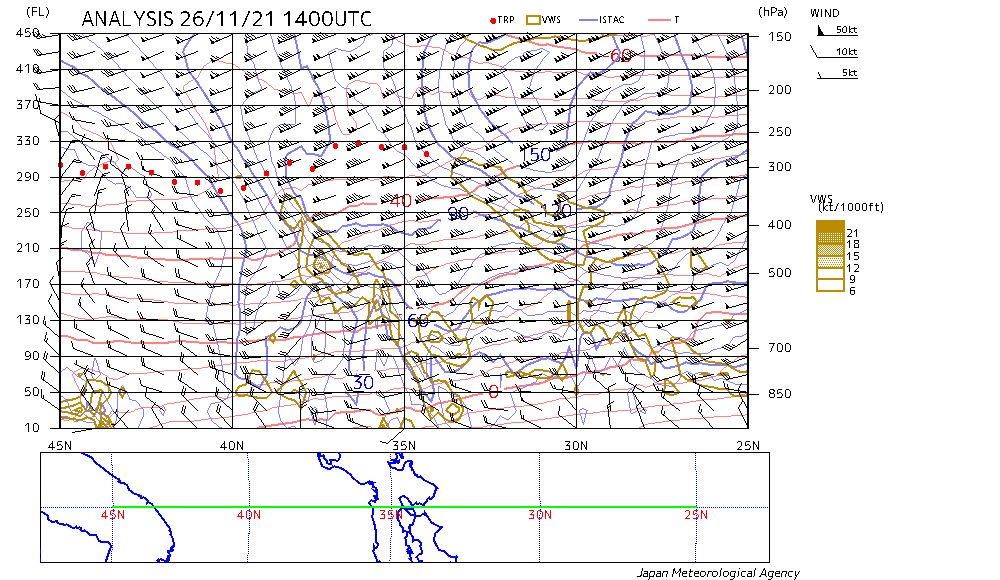 (FL) ANALYSIS 26/11/21 1400UTC TRP VWS ISTAC T (hPa) WIND
450 150 50kt
410 -60 10kt
5kt
370 200
330 250
150
290 300
-40 VWS
250 90 120 (kt/1000ft)
400
210 21
18
500 15
170 12
9
130 60 6
700
90
30
50 0 850
10
45N 40N 35N 30N 25N
45N 40N 35N 30N 25N
Japan Meteorological Agency